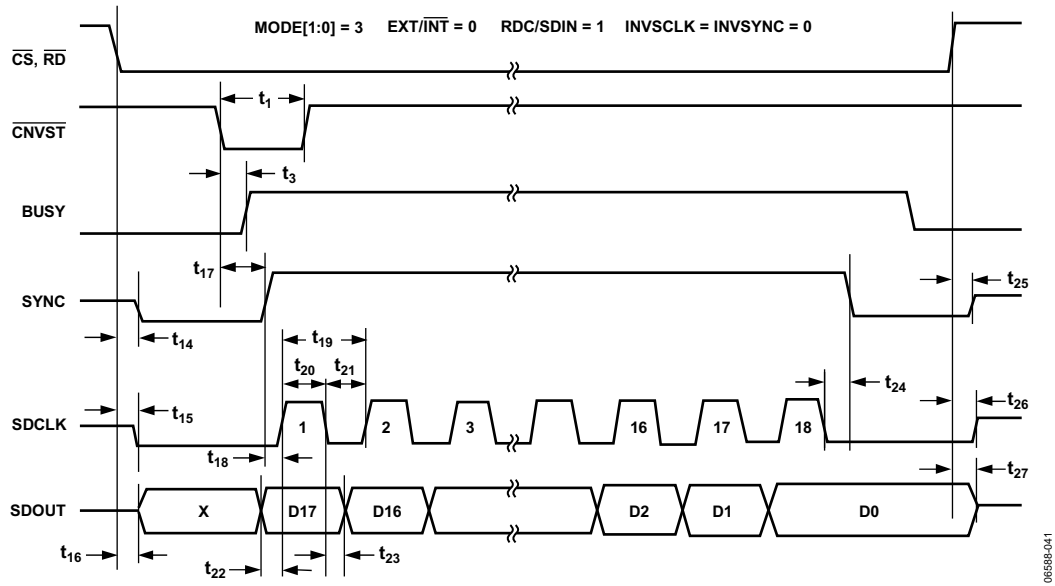 MODE[1:0] = 3 EXT/INT = 0 RDC/SDIN = 1 INVSCLK = INVSYNC = 0
CS, RD
t1
CNVST
t3
BUSY
t17
SYNC
t25
t14
t19
t20 t21
t24
t26
t15
SDCLK
1 2 3 16 17 18
t18
t27
SDOUT
X D17 D16 D2 D1 D0
t16
t22
t23
06588-041